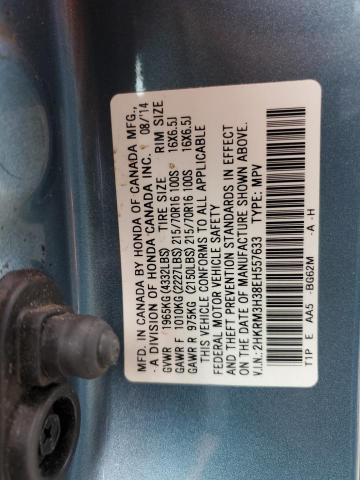 MFD. IN CANADA BY HONDA OF CANADA MFG.,
- A DIVISION OF HONDA CANADA INC. 08/'14
TIRE SIZE RIM SIZE
GVWR 1965KG(4332LBS)
GAWR F 1010KG(2227LBS) 215/70R16 100S 16X6.5J
GAWR R 975KG(2150LBS) 215/70R16 100S 16X6.5J
THIS VEHICLE CONFORMS TO ALL APPLICABLE
FEDERAL MOTOR VEHICLE SAFETY
AND THEFT PREVENTION STANDARDS IN EFFECT
ON THE DATE OF MANUFACTURE SHOWN ABOVE.
V.I.N.: 2HKRM3H38EH557633 TYPE: MPV
T1P E AA5 -BG62M -A -H